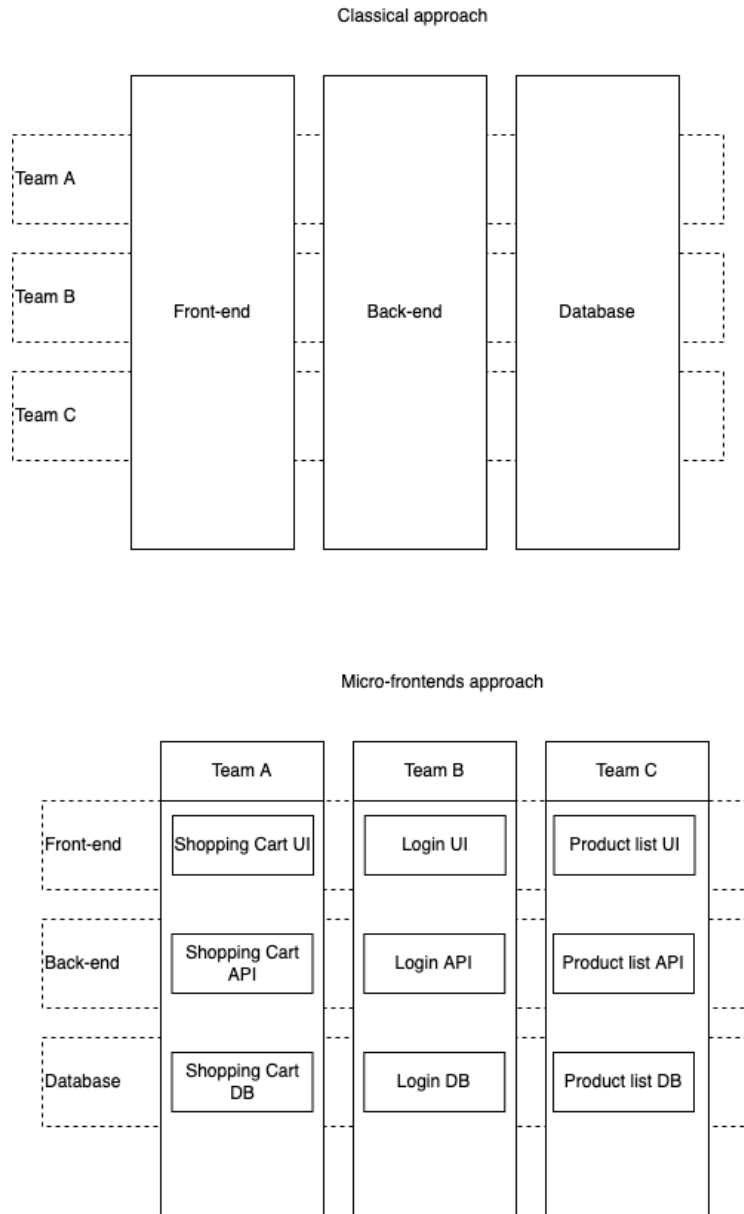 Classical approach
Team A
Team B
Front-end
Back-end
Database
Team C
Micro-frontends approach
Team A
Team B
Team C
Front-end
Shopping Cart UI
Login UI
Product list UI
Back-end
Shopping Cart
API
Login API
Product list API
Database
Shopping Cart
DB
Login DB
Product list DB